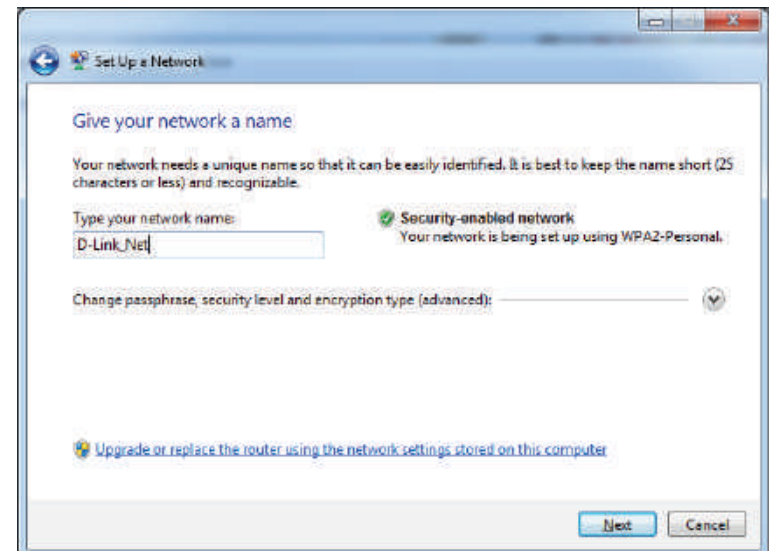 Set Up a Network
Give your network a name
Your network needs a unique name so that it can be easily identified. It is best to keep the name short (25
characters or less) and recognizable.
Type your network name:
D-Link_Net
Security-enabled network
Your network is being set up using WPA2-Personal.
Change passphrase, security level and encryption type (advanced):
Upgrade or replace the router using the network settings stored on this computer
Next
Cancel